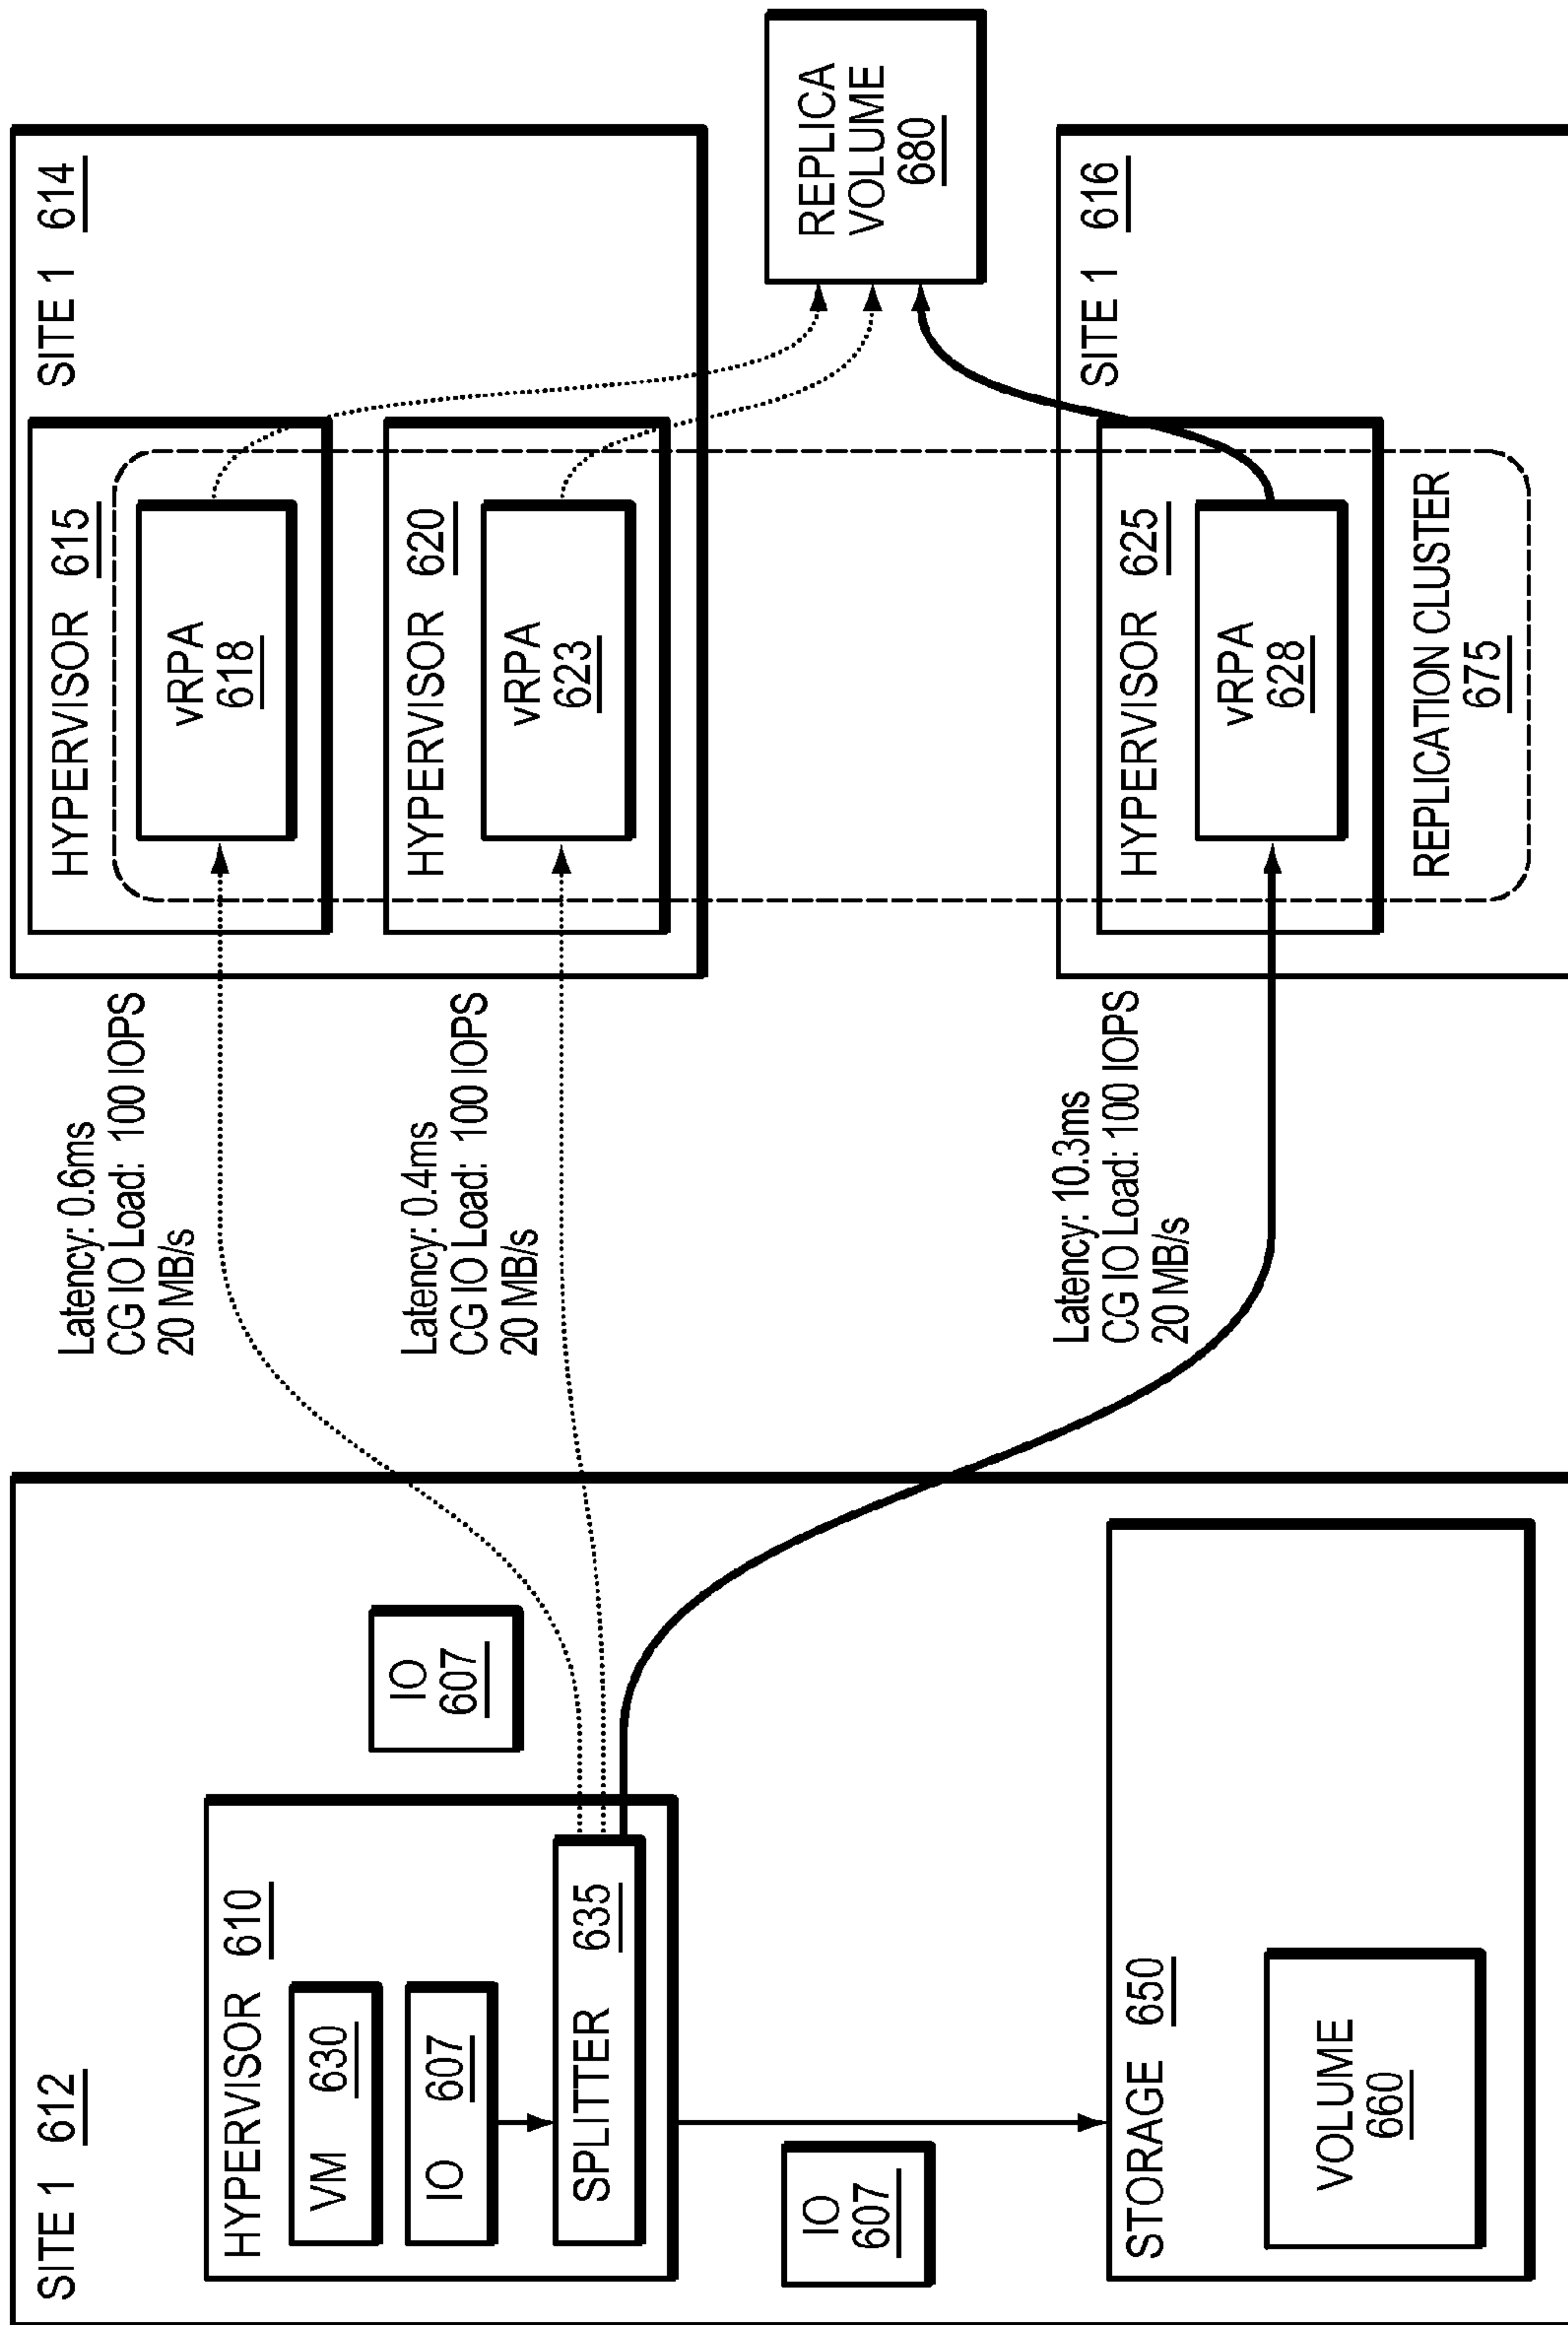 SITE 1 612
HYPERVISOR 610
VM 630
IO 607
SPLITTER 635
IO
607
IO
607
STORAGE 650
VOLUME
660
Latency: 0.6ms
CG IO Load: 100 IOPS
20 MB/s
Latency: 0.4ms
CG IO Load: 100 IOPS
20 MB/s
Latency: 10.3ms
CG IO Load: 100 IOPS
20 MB/s
SITE 1 614
HYPERVISOR 615
vRPA
618
HYPERVISOR 620
vRPA
623
SITE 1 616
HYPERVISOR 625
vRPA
628
REPLICATION CLUSTER
675
REPLICA
VOLUME
680